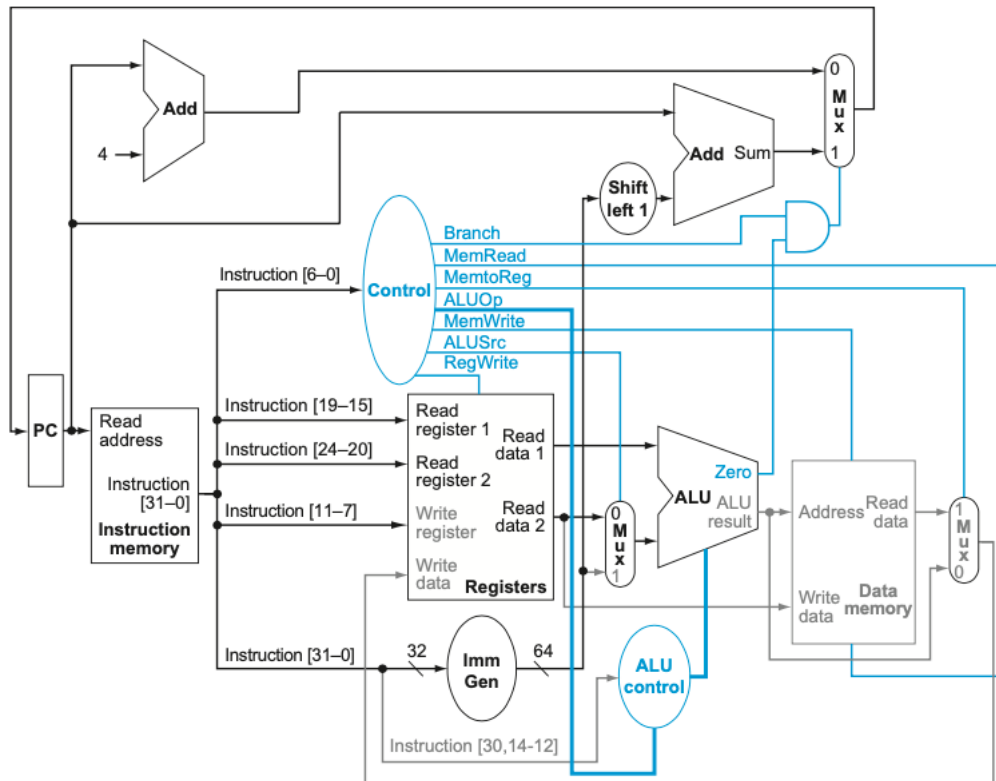 Add
4
Add Sum
0
Mux
1
Shift
left 1
Branch
MemRead
MemtoReg
ALUOp
MemWrite
ALUSrc
RegWrite
Control
Instruction [6–0]
PC
Read
address
Instruction
[31–0]
Instruction
memory
Instruction [19–15]
Instruction [24–20]
Instruction [11–7]
Instruction [31–0]
Read
register 1
Read
register 2
Write
register
Write
data
Read
data 1
Read
data 2
Registers
0
Mux
1
ALU
Zero
ALU
result
Address
Read
data
Write
data
Data
memory
1
Mux
0
32
Imm
Gen
64
ALU
control
Instruction [30,14-12]